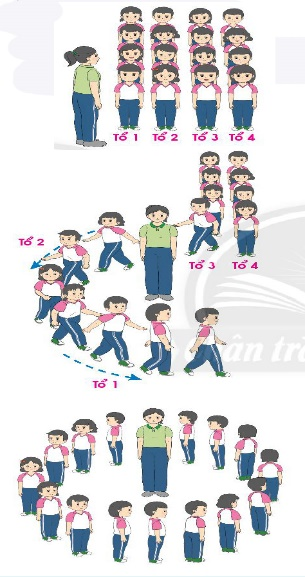 Tổ 1 Tổ 2 Tổ 3 Tổ 4
Tổ 2
Tổ 3 Tổ 4
Tổ 1